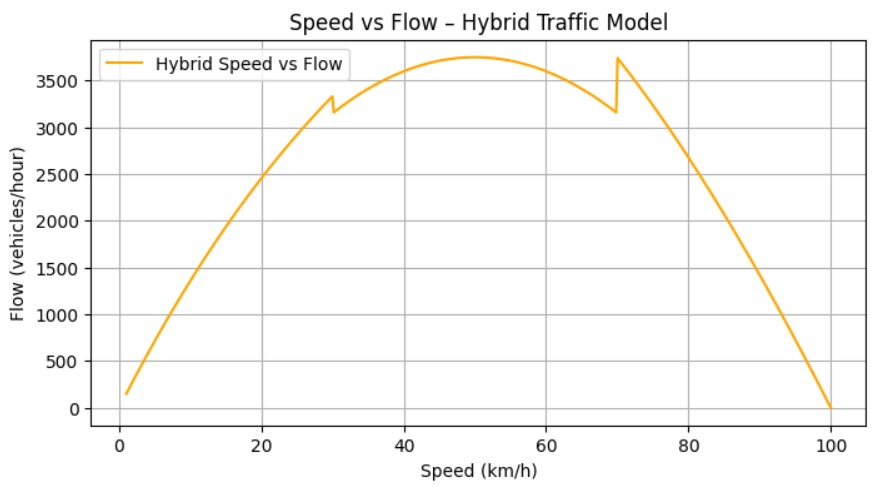 Speed vs Flow – Hybrid Traffic Model
Hybrid Speed vs Flow
Flow (vehicles/hour)
3500
3000
2500
2000
1500
1000
500
0
0 20 40 60 80 100
Speed (km/h)